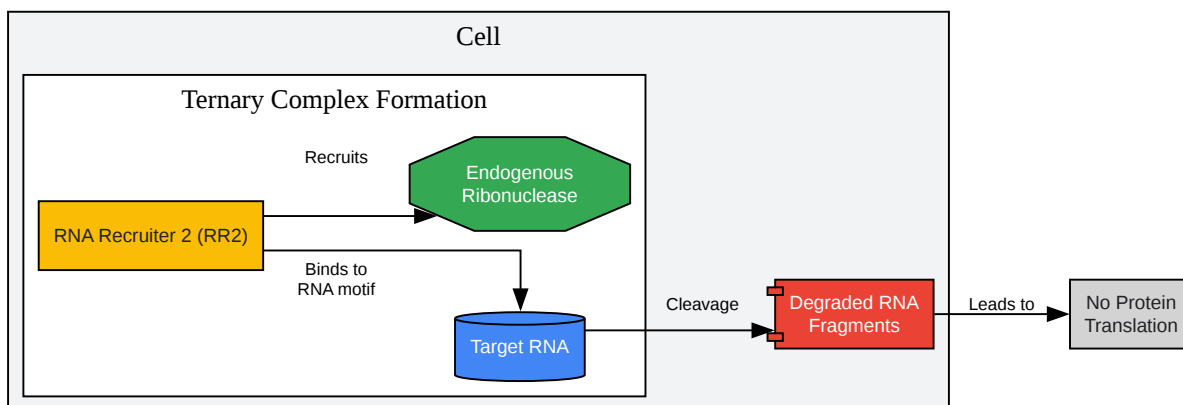 Cell
Ternary Complex Formation
Recruits
Endogenous
Ribonuclease
RNA Recruiter 2 (RR2)
Binds to
RNA motif
Target RNA
Cleavage
Degraded RNA
Fragments
Leads to
No Protein
Translation